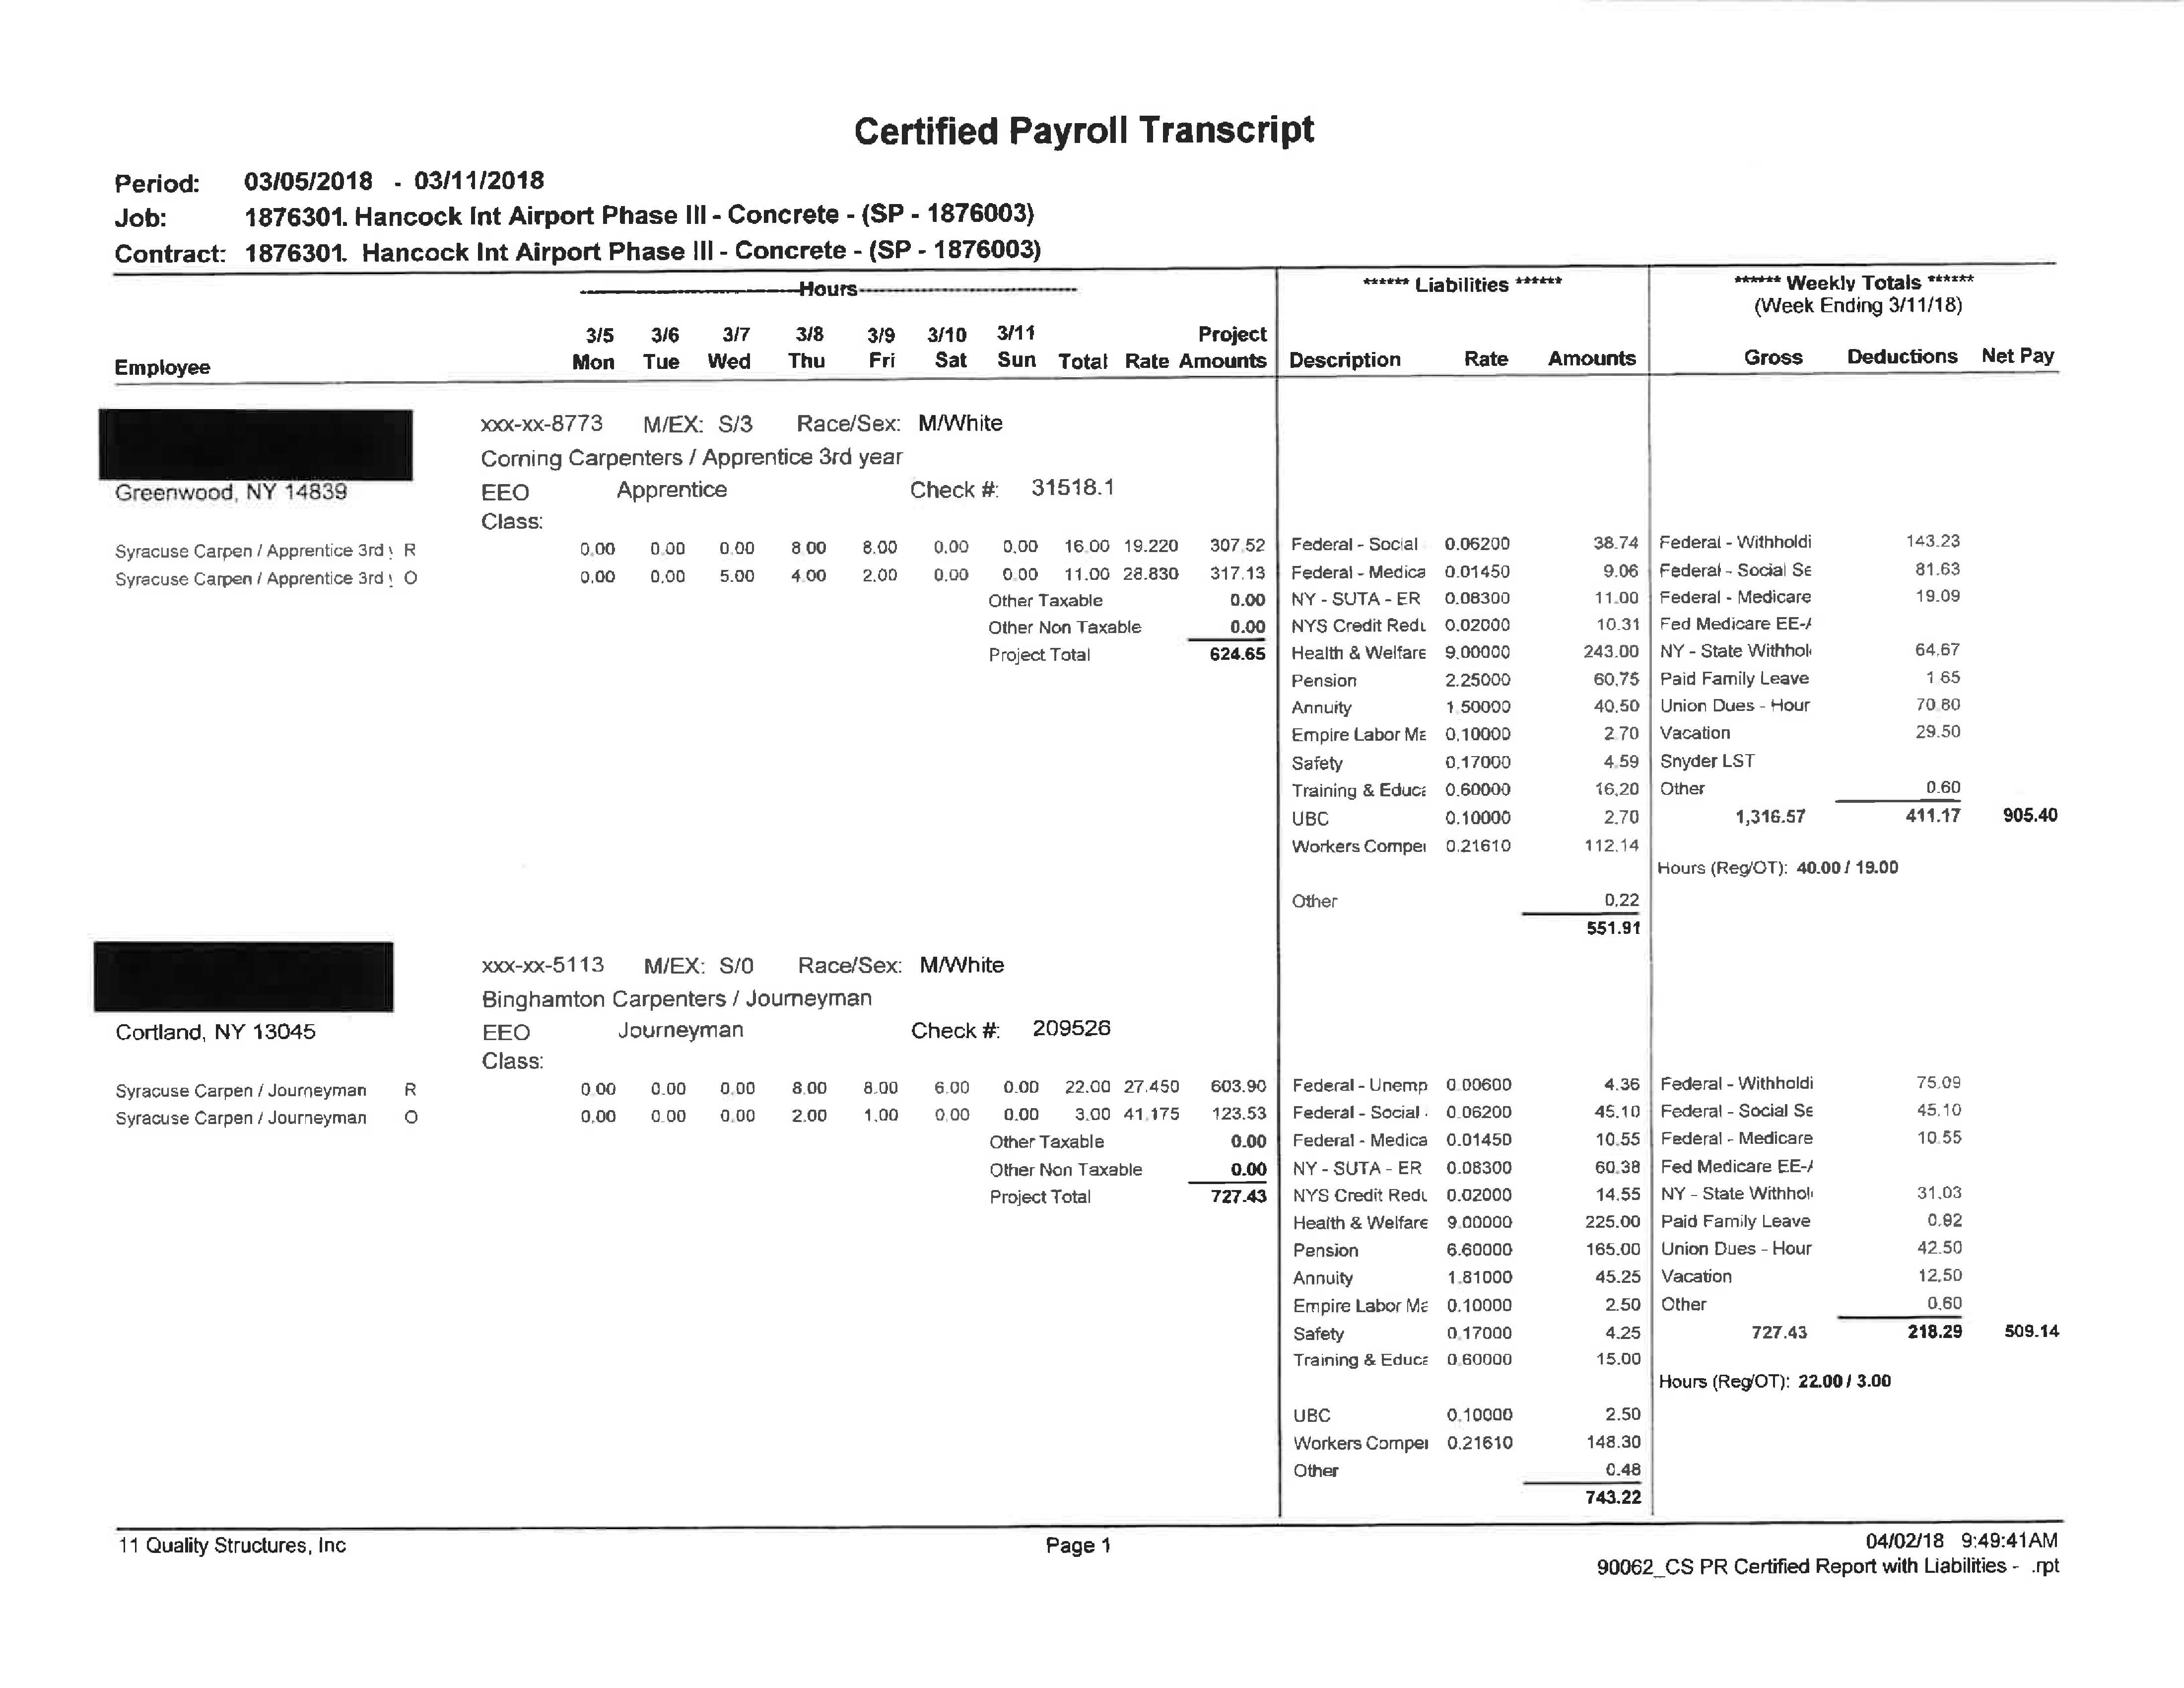 Certified Payroll Transcript
Period: 03/05/2018 - 03/11/2018
Job: 1876301. Hancock Int Airport Phase III - Concrete - (SP - 1876003)
Contract: 1876301. Hancock Int Airport Phase III - Concrete - (SP - 1876003)
Hours
****** Liabilities ******
****** Weekly Totals ******
(Week Ending 3/11/18)
3/5 3/6 3/7 3/8 3/9 3/10 3/11 Project
Employee Mon Tue Wed Thu Fri Sat Sun Total Rate Amounts Description Rate Amounts Gross Deductions Net Pay
xxx-xx-8773 M/EX: S/3 Race/Sex: M/White
Corning Carpenters / Apprentice 3rd year
Greenwood, NY 14839 EEO Apprentice Check #: 31518.1
Class:
Syracuse Carpen / Apprentice 3rd R 0.00 0.00 0.00 8.00 8.00 0.00 0.00 16.00 19.220 307.52 Federal - Social 0.06200 38.74 Federal - Withholdi 143.23
Syracuse Carpen / Apprentice 3rd O 0.00 0.00 5.00 4.00 2.00 0.00 0.00 11.00 28.830 317.13 Federal - Medica 0.01450 9.06 Federal - Social Se 81.63
Other Taxable 0.00 NY - SUTA - ER 0.08300 11.00 Federal - Medicare 19.09
Other Non Taxable 0.00 NYS Credit Redu 0.02000 10.31 Fed Medicare EE-A
Project Total 624.65 Health & Welfare 9.00000 243.00 NY - State Withhol 64.67
Pension 2.25000 60.75 Paid Family Leave 1.65
Annuity 1.50000 40.50 Union Dues - Hour 70.80
Empire Labor Ma 0.10000 2.70 Vacation 29.50
Safety 0.17000 4.59 Snyder LST
Training & Educa 0.60000 16.20 Other 0.60
UBC 0.10000 2.70 1,316.57 411.17 905.40
Workers Compe 0.21610 112.14
Hours (Reg/OT): 40.00 / 19.00
Other 0.22
551.91
xxx-xx-5113 M/EX: S/0 Race/Sex: M/White
Binghamton Carpenters / Journeyman
Cortland, NY 13045 EEO Journeyman Check #: 209526
Class:
Syracuse Carpen / Journeyman R 0.00 0.00 0.00 8.00 8.00 6.00 0.00 22.00 27.450 603.90 Federal - Unemp 0.00600 4.36 Federal - Withholdi 75.09
Syracuse Carpen / Journeyman O 0.00 0.00 0.00 2.00 1.00 0.00 0.00 3.00 41.175 123.53 Federal - Social 0.06200 45.10 Federal - Social Se 45.10
Other Taxable 0.00 Federal - Medica 0.01450 10.55 Federal - Medicare 10.55
Other Non Taxable 0.00 NY - SUTA - ER 0.08300 60.38 Fed Medicare EE-A
Project Total 727.43 NYS Credit Redu 0.02000 14.55 NY - State Withhol 31.03
Health & Welfare 9.00000 225.00 Paid Family Leave 0.92
Pension 6.60000 165.00 Union Dues - Hour 42.50
Annuity 1.81000 45.25 Vacation 12.50
Empire Labor Ma 0.10000 2.50 Other 0.60
Safety 0.17000 4.25 727.43 218.29 509.14
Training & Educa 0.60000 15.00
Hours (Reg/OT): 22.00 / 3.00
UBC 0.10000 2.50
Workers Compe 0.21610 148.30
Other 0.48
743.22
11 Quality Structures, Inc Page 1 04/02/18 9:49:41AM
90062_CS PR Certified Report with Liabilities - .rpt